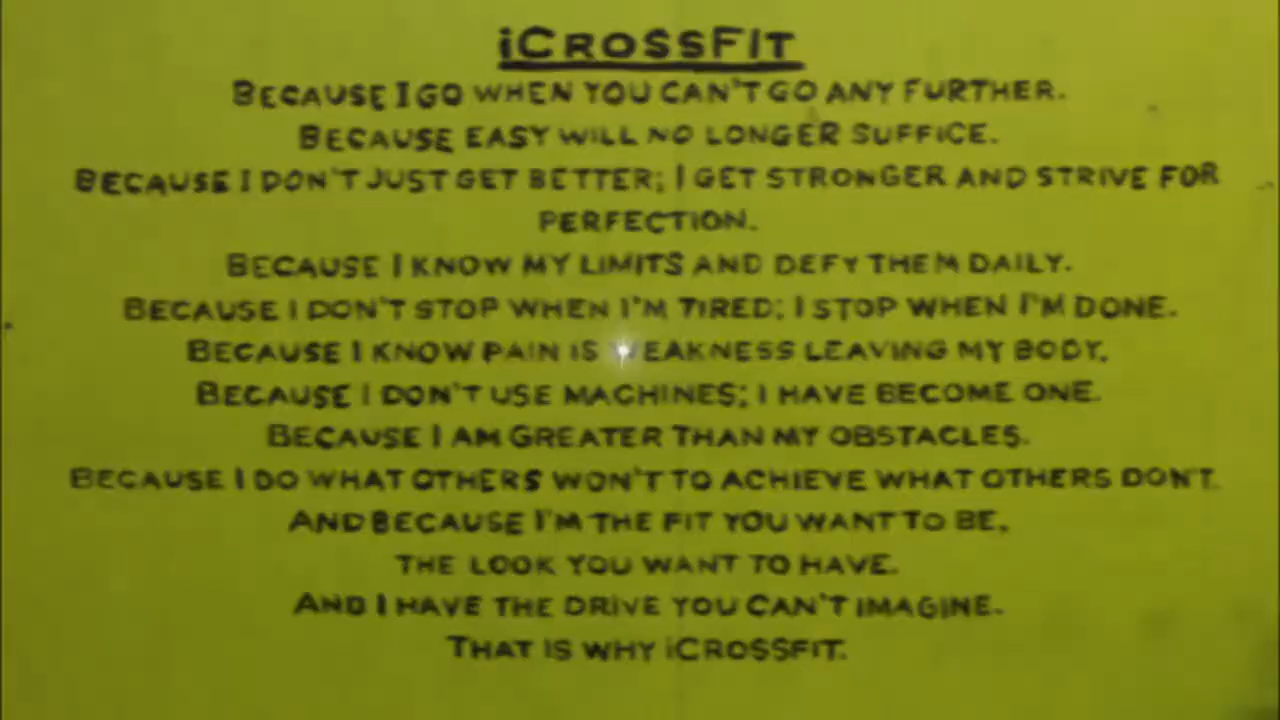 iCROSSFIT
BECAUSE I GO WHEN YOU CAN'T GO ANY FURTHER.
BECAUSE EASY WILL NO LONGER SUFFICE.
BECAUSE I DON'T JUST GET BETTER; I GET STRONGER AND STRIVE FOR
PERFECTION.
BECAUSE I KNOW MY LIMITS AND DEFY THEM DAILY.
BECAUSE I DON'T STOP WHEN I'M TIRED; I STOP WHEN I'M DONE.
BECAUSE I KNOW PAIN IS WEAKNESS LEAVING MY BODY.
BECAUSE I DON'T USE MACHINES; I HAVE BECOME ONE.
BECAUSE I AM GREATER THAN MY OBSTACLES.
BECAUSE I DO WHAT OTHERS WON'T TO ACHIEVE WHAT OTHERS DON'T.
AND BECAUSE I'M THE FIT YOU WANT TO BE,
THE LOOK YOU WANT TO HAVE.
AND I HAVE THE DRIVE YOU CAN'T IMAGINE.
THAT IS WHY iCROSSFIT.